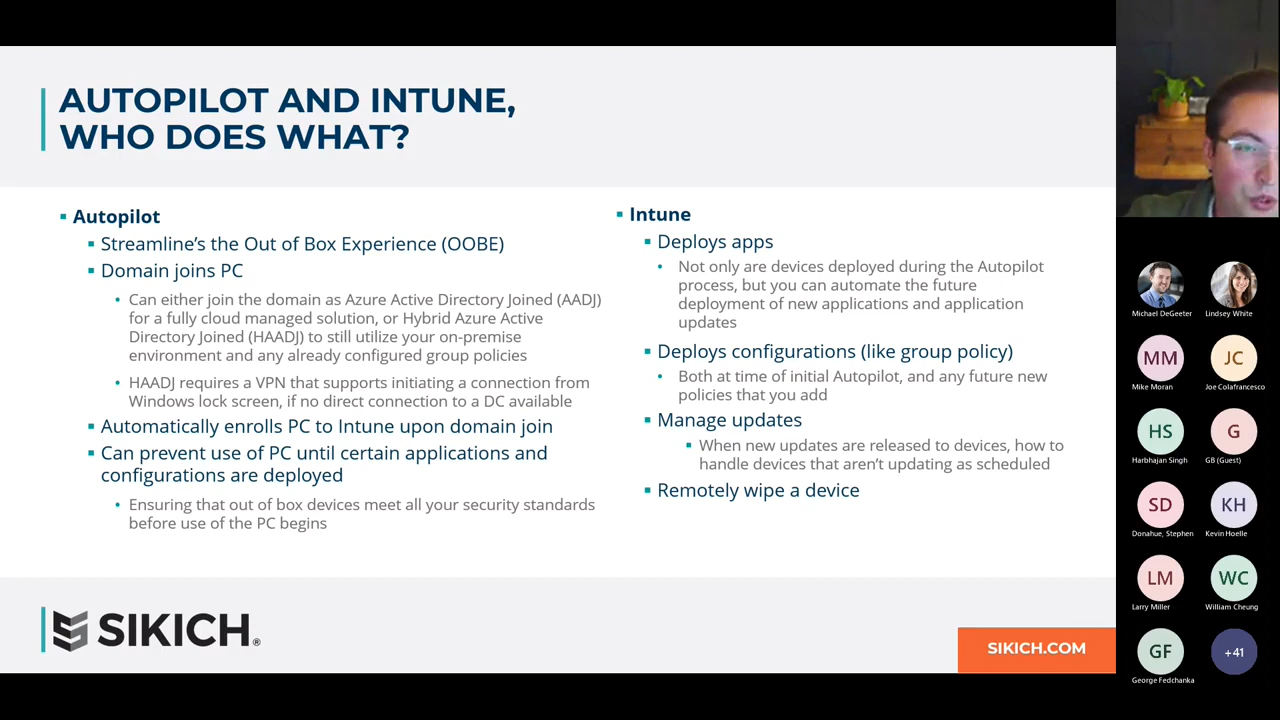 AUTOPILOT AND INTUNE,
WHO DOES WHAT?
Autopilot
Streamline's the Out of Box Experience (OOBE)
Domain joins PC
Can either join the domain as Azure Active Directory Joined (AADJ)
for a fully cloud managed solution, or Hybrid Azure Active
Directory Joined (HAADJ) to still utilize your on-premise
environment and any already configured group policies
HAADJ requires a VPN that supports initiating a connection from
Windows lock screen, if no direct connection to a DC available
Automatically enrolls PC to Intune upon domain join
Can prevent use of PC until certain applications and
configurations are deployed
Ensuring that out of box devices meet all your security standards
before use of the PC begins
Intune
Deploys apps
Not only are devices deployed during the Autopilot
process, but you can automate the future
deployment of new applications and application
updates
Deploys configurations (like group policy)
Both at time of initial Autopilot, and any future new
policies that you add
Manage updates
When new updates are released to devices, how to
handle devices that aren't updating as scheduled
Remotely wipe a device
SIKICH®
SIKICH.COM
Michael DeGeeter
Lindsey White
MM
JC
Mike Moran
Joe Colafrancesco
HS
G
Harbhajan Singh
GB (Guest)
SD
KH
Donahue, Stephen
Kevin Hoelle
LM
WC
Larry Miller
William Cheung
GF
+41
George Fedchanka